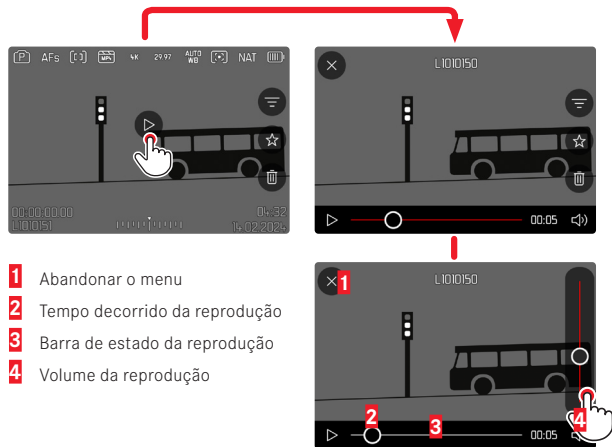 P AFs MP4 4K 29.97 AUTO WB NAT
00:00:00:00 04:32
L1010151 14.02.2024
L1010150
00:05
1 Abandonar o menu
2 Tempo decorrido da reprodução
3 Barra de estado da reprodução
4 Volume da reprodução
L1010150
1
2 3 4
00:05